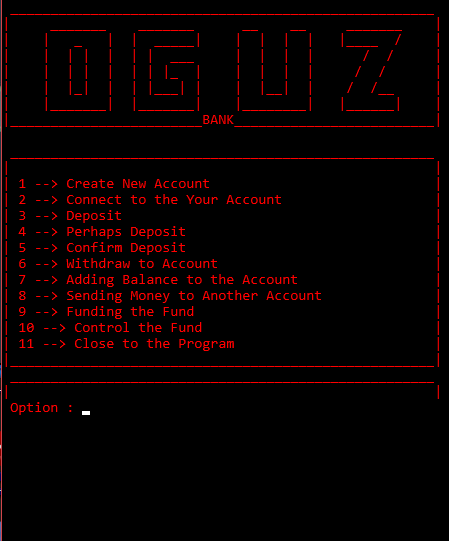 OGUZ
BANK
1 --> Create New Account
2 --> Connect to the Your Account
3 --> Deposit
4 --> Perhaps Deposit
5 --> Confirm Deposit
6 --> Withdraw to Account
7 --> Adding Balance to the Account
8 --> Sending Money to Another Account
9 --> Funding the Fund
10 --> Control the Fund
11 --> Close to the Program
Option :